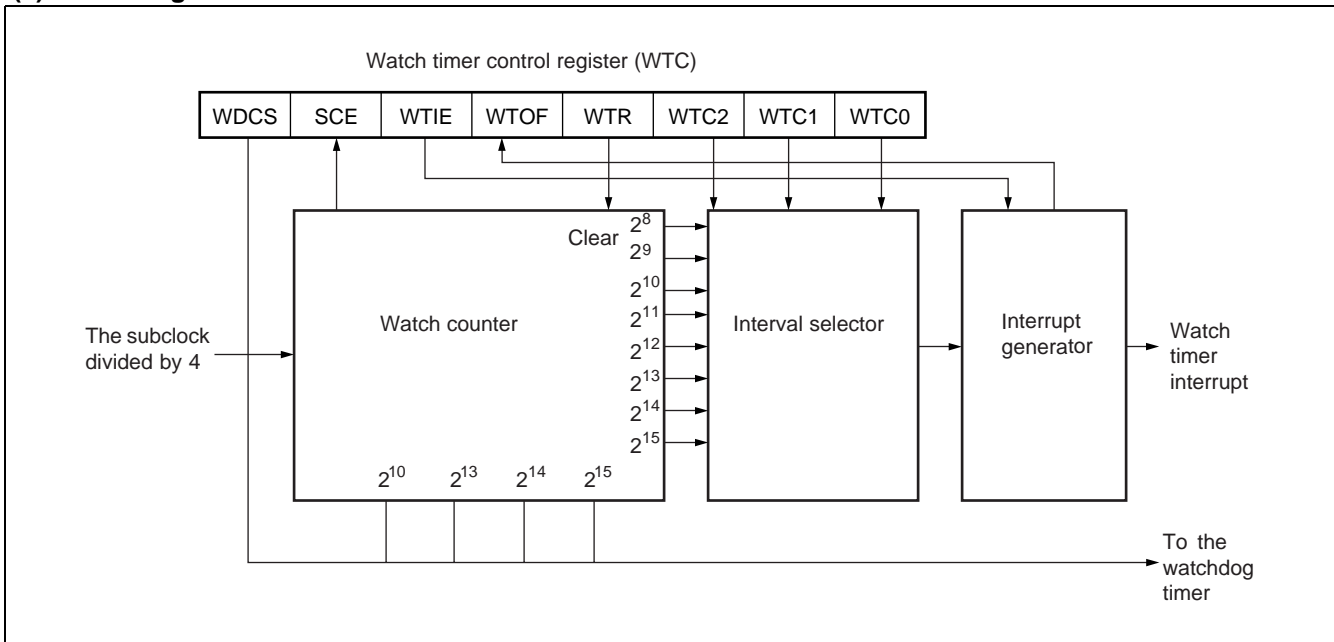 Watch timer control register (WTC)
WDCS SCE WTIE WTOF WTR WTC2 WTC1 WTC0
Clear
2⁸
2⁹
2¹⁰
2¹¹
2¹²
2¹³
2¹⁴
2¹⁵
The subclock
divided by 4
Watch counter
Interval selector
Interrupt
generator
Watch
timer
interrupt
2¹⁰ 2¹³ 2¹⁴ 2¹⁵
To the
watchdog
timer